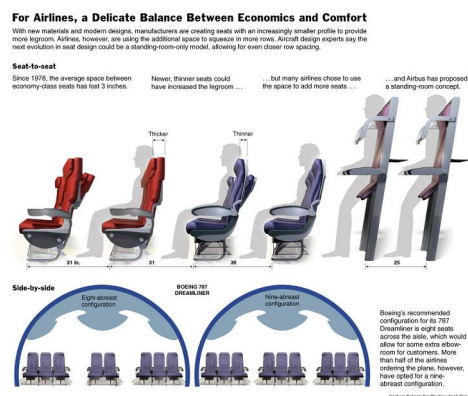 For Airlines, a Delicate Balance Between Economics and Comfort
With new materials and modern designs, manufacturers are creating seats with an increasingly smaller profile to provide
more legroom. Airlines, however, are using the additional space to squeeze in more rows. Aircraft design experts say the
next evolution in seat design could be a standing-room-only model, allowing for even closer row spacing.
Seat-to-seat
Since 1978, the average space between
economy-class seats has lost 3 inches.
Newer, thinner seats could
have increased the legroom ...
...but many airlines chose to use
the space to add more seats ...
...and Airbus has proposed
a standing-room concept.
Thicker
Thinner
31 in.
31
30
25
Side-by-side
BOEING 787
DREAMLINER
Eight-abreast
configuration
Nine-abreast
configuration
Boeing's recommended
configuration for its 787
Dreamliner is eight seats
across the aisle, which would
allow for some extra elbow-
room for customers. More
than half of the airlines
ordering the plane, however,
have opted for a nine-
abreast configuration.